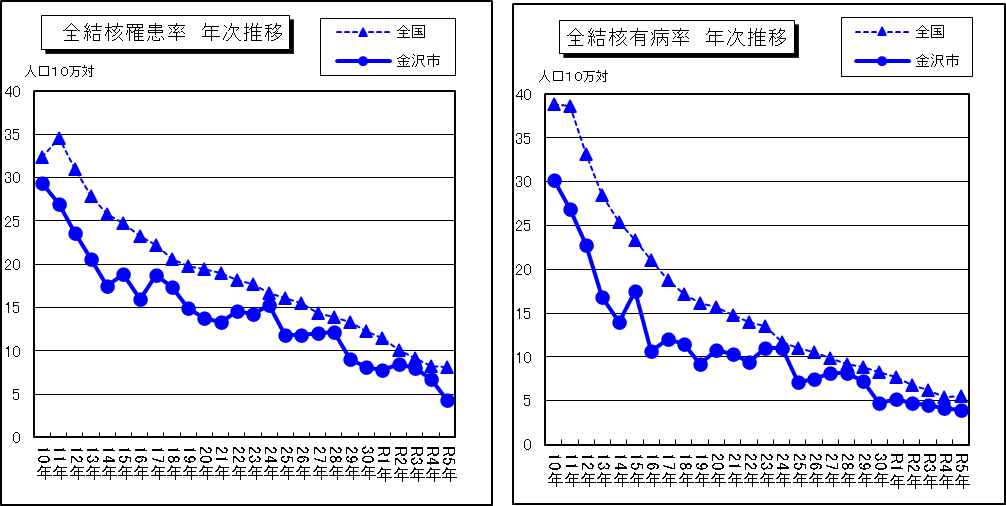 全結核罹患率 年次推移
全国
金沢市
人口10万対
40
35
30
25
20
15
10
5
0
10年 11年 12年 13年 14年 15年 16年 17年 18年 19年 20年 21年 22年 23年 24年 25年 26年 27年 28年 29年 30年 R1年 R2年 R3年 R4年 R5年
全結核有病率 年次推移
全国
金沢市
人口10万対
40
35
30
25
20
15
10
5
0
10年 11年 12年 13年 14年 15年 16年 17年 18年 19年 20年 21年 22年 23年 24年 25年 26年 27年 28年 29年 30年 R1年 R2年 R3年 R4年 R5年